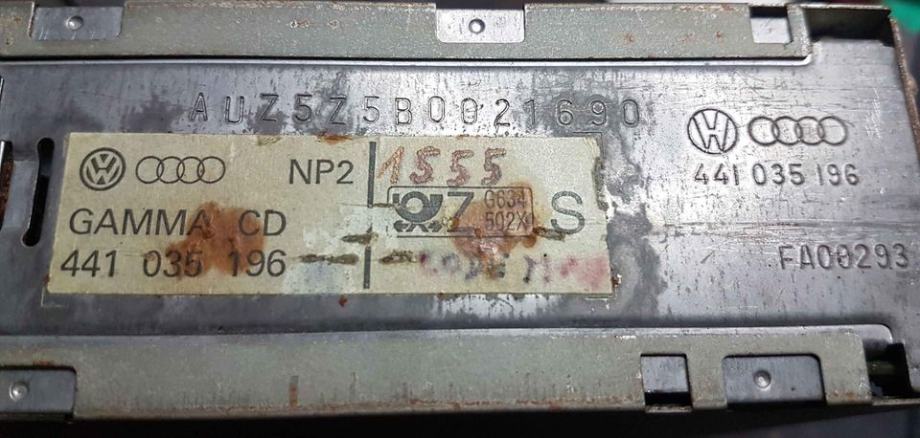 AUZ5Z5B0021690
NP2
1555
GAMMA CD
Z
G634
502X
S
441 035 196
441 035 196
FA00293